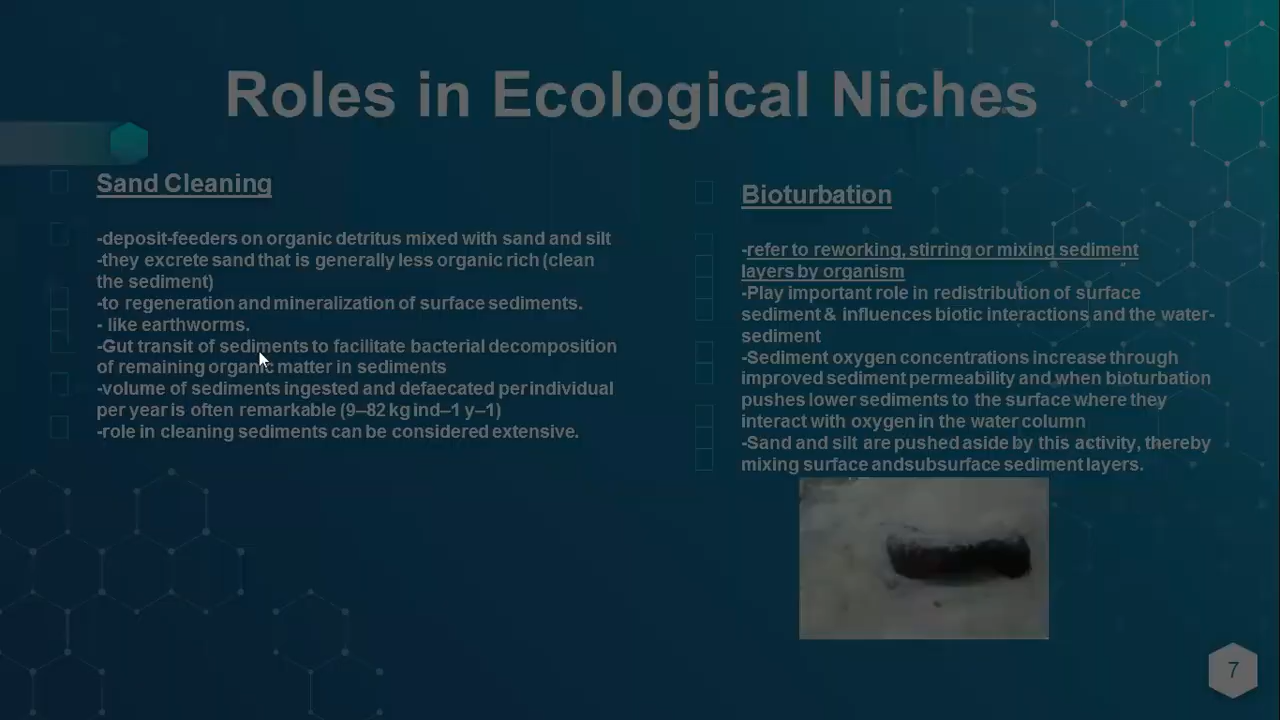 Roles in Ecological Niches
Sand Cleaning
-deposit-feeders on organic detritus mixed with sand and silt
-they excrete sand that is generally less organic rich (clean
the sediment)
-to regeneration and mineralization of surface sediments.
- like earthworms.
-Gut transit of sediments to facilitate bacterial decomposition
of remaining organic matter in sediments
-volume of sediments ingested and defaecated per individual
per year is often remarkable (9–82 kg ind–1 y–1)
-role in cleaning sediments can be considered extensive.
Bioturbation
-refer to reworking, stirring or mixing sediment
layers by organism
-Play important role in redistribution of surface
sediment & influences biotic interactions and the water-
sediment
-Sediment oxygen concentrations increase through
improved sediment permeability and when bioturbation
pushes lower sediments to the surface where they
interact with oxygen in the water column
-Sand and silt are pushed aside by this activity, thereby
mixing surface andsubsurface sediment layers.
7